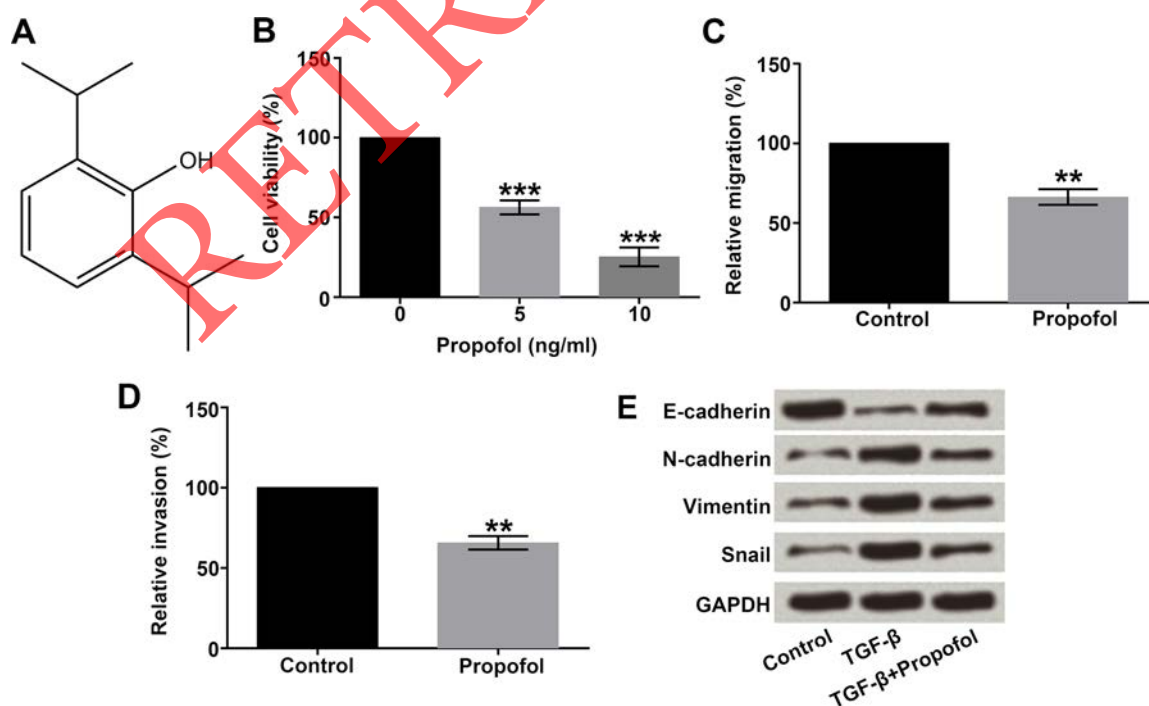 A
OH
B
Cell viability (%)
150
100
50
0
***
***
0 5 10
Propofol (ng/ml)
C
Relative migration (%)
150
100
50
0
**
Control Propofol
D
Relative invasion (%)
150
100
50
0
**
Control Propofol
E
E-cadherin
N-cadherin
Vimentin
Snail
GAPDH
Control TGF-β TGF-β+Propofol
RETR